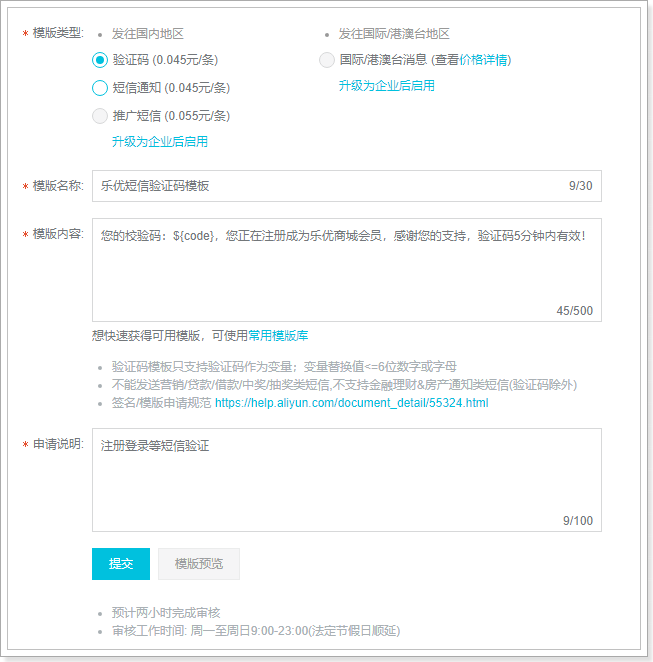 * 模版类型: • 发往国内地区 • 发往国际/港澳台地区
验证码 (0.045元/条) 国际/港澳台消息 (查看价格详情)
短信通知 (0.045元/条) 升级为企业后启用
推广短信 (0.055元/条)
升级为企业后启用
* 模版名称: 乐优短信验证码模板 9/30
* 模版内容: 您的校验码：${code}，您正在注册成为乐优商城会员，感谢您的支持，验证码5分钟内有效！
45/500
想快速获得可用模版，可使用常用模版库
• 验证码模板只支持验证码作为变量；变量替换值<=6位数字或字母
• 不能发送营销/贷款/借款/中奖/抽奖类短信,不支持金融理财&房产通知类短信(验证码除外)
• 签名/模版申请规范 https://help.aliyun.com/document_detail/55324.html
* 申请说明: 注册登录等短信验证
9/100
提交 模版预览
• 预计两小时完成审核
• 审核工作时间: 周一至周日9:00-23:00(法定节假日顺延)